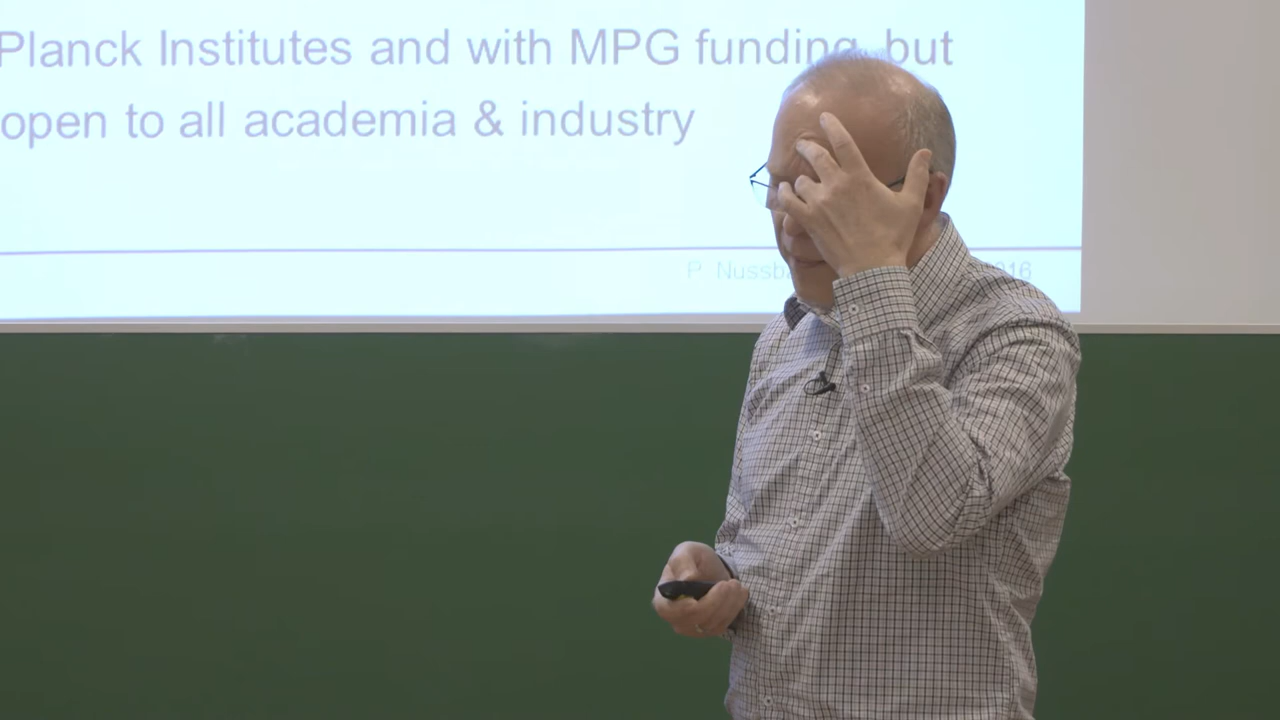 Planck Institutes and with MPG funding, but
open to all academia & industry
P.